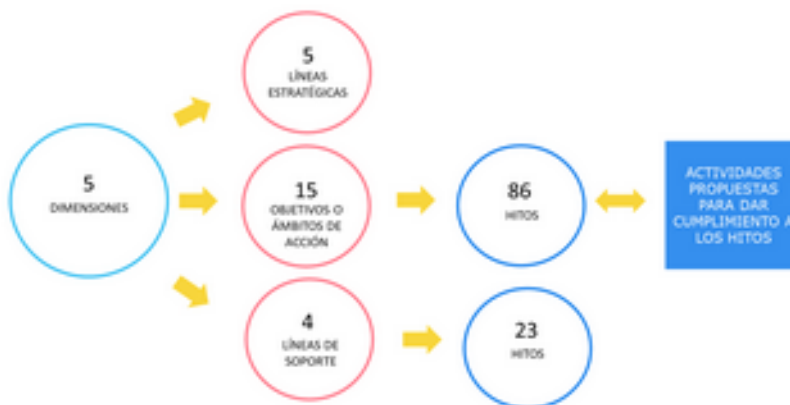 5
LÍNEAS
ESTRATÉGICAS
5
DIMENSIONES
15
OBJETIVOS O
ÁMBITOS DE
ACCIÓN
86
HITOS
ACTIVIDADES
PROPUESTAS
PARA DAR
CUMPLIMIENTO A
LOS HITOS
4
LÍNEAS DE
SOPORTE
23
HITOS